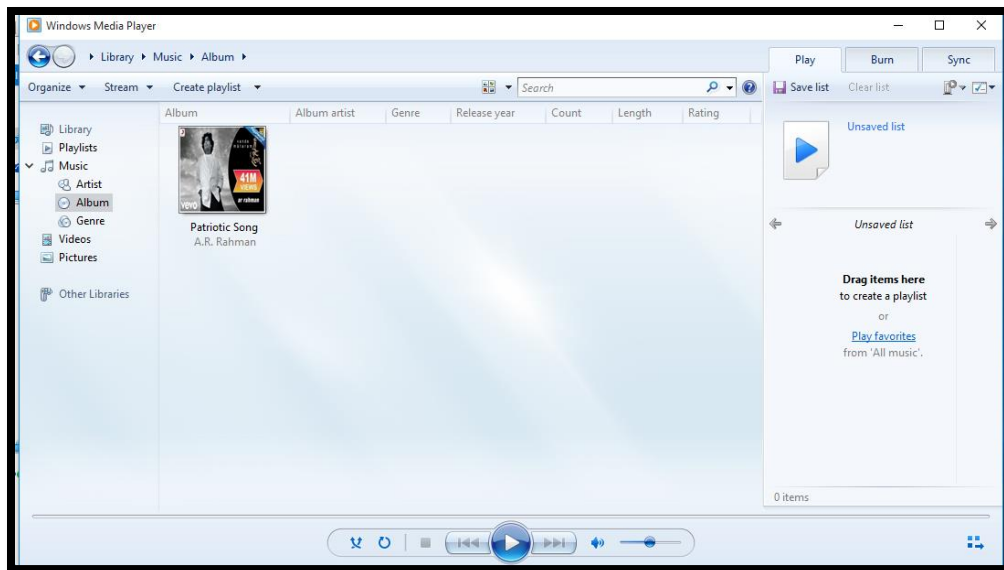 Windows Media Player
Library Music Album
Play Burn Sync
Organize Stream Create playlist
Search
Save list Clear list
Album Album artist Genre Release year Count Length Rating
Library
Playlists
Music
Artist
Album
Genre
Videos
Pictures
Other Libraries
41M
VIEWS
vevo
ar rahman
Patriotic Song
A.R. Rahman
Unsaved list
Unsaved list
Drag items here
to create a playlist
or
Play favorites
from 'All music'.
0 items